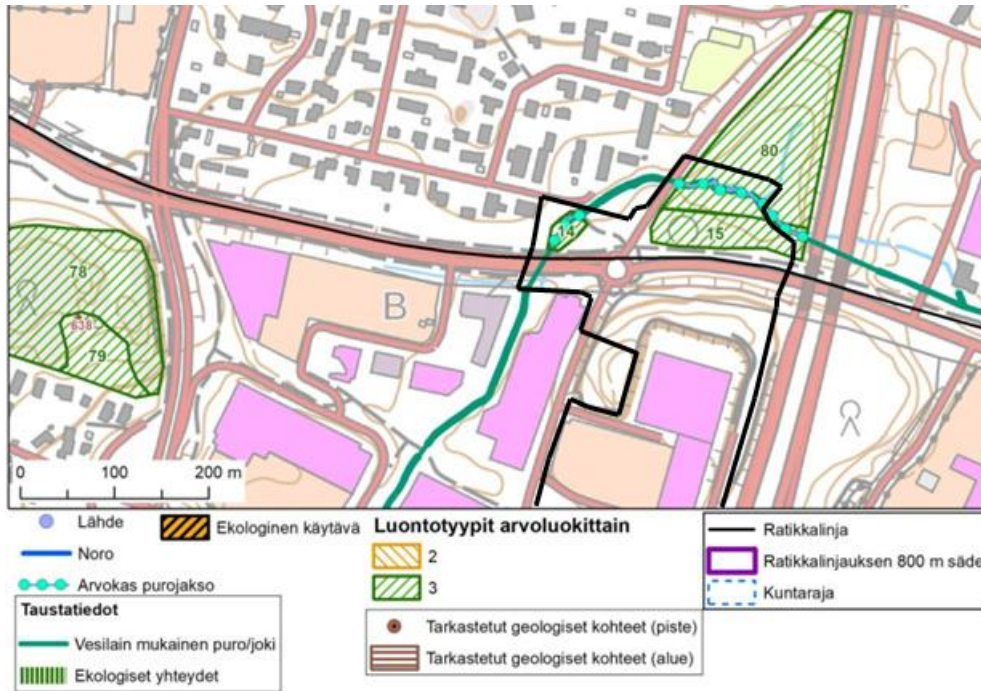 80
14
15
78
638
79
B
0 100 200 m
Lähde
Ekologinen käytävä
Noro
Arvokas purojakso
Taustatiedot
Vesilain mukainen puro/joki
Ekologiset yhteydet
Luontotyypit arvoluokittain
2
3
Tarkastetut geologiset kohteet (piste)
Tarkastetut geologiset kohteet (alue)
Ratikkalinja
Ratikkalinjauksen 800 m säde
Kuntaraja